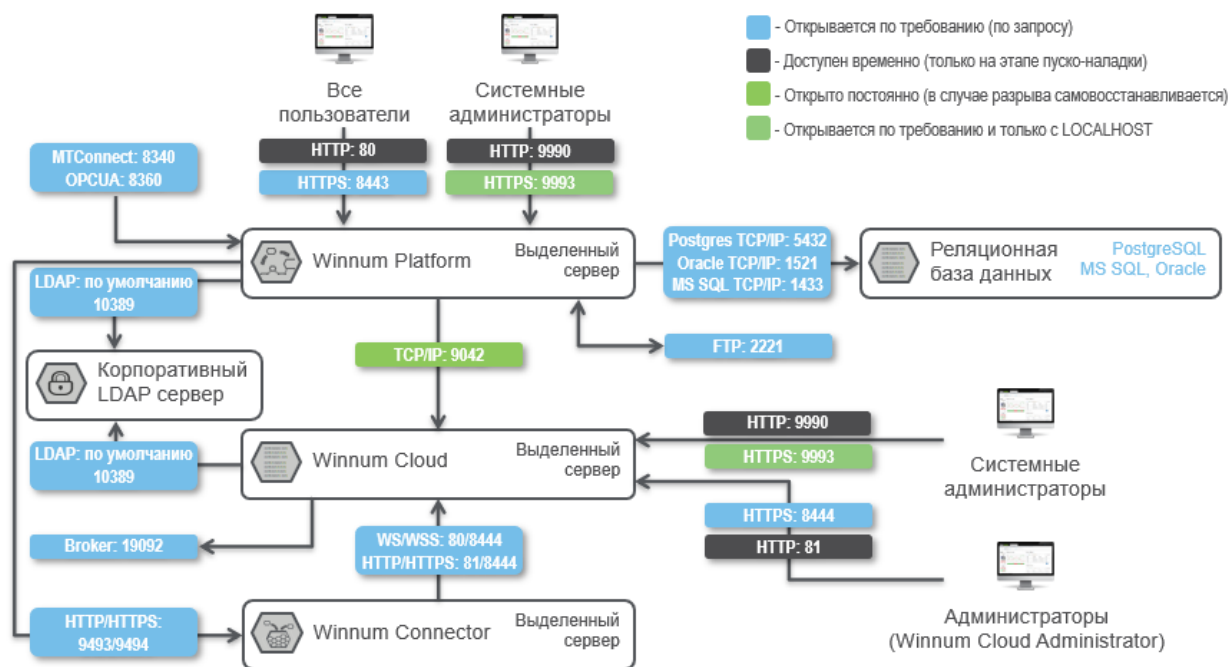 - Открывается по требованию (по запросу)
- Доступен временно (только на этапе пуско-наладки)
- Открыто постоянно (в случае разрыва самовосстанавливается)
- Открывается по требованию и только с LOCALHOST
Все
пользователи
Системные
администраторы
HTTP: 80
HTTPS: 8443
HTTP: 9990
HTTPS: 9993
MTConnect: 8340
OPCUA: 8360
Winnum Platform
Выделенный
сервер
Postgres TCP/IP: 5432
Oracle TCP/IP: 1521
MS SQL TCP/IP: 1433
Реляционная
база данных
PostgreSQL
MS SQL, Oracle
LDAP: по умолчанию
10389
FTP: 2221
TCP/IP: 9042
Корпоративный
LDAP сервер
LDAP: по умолчанию
10389
Winnum Cloud
Выделенный
сервер
HTTP: 9990
HTTPS: 9993
Системные
администраторы
HTTPS: 8444
HTTP: 81
Администраторы
(Winnum Cloud Administrator)
Broker: 19092
WS/WSS: 80/8444
HTTP/HTTPS: 81/8444
HTTP/HTTPS:
9493/9494
Winnum Connector
Выделенный
сервер